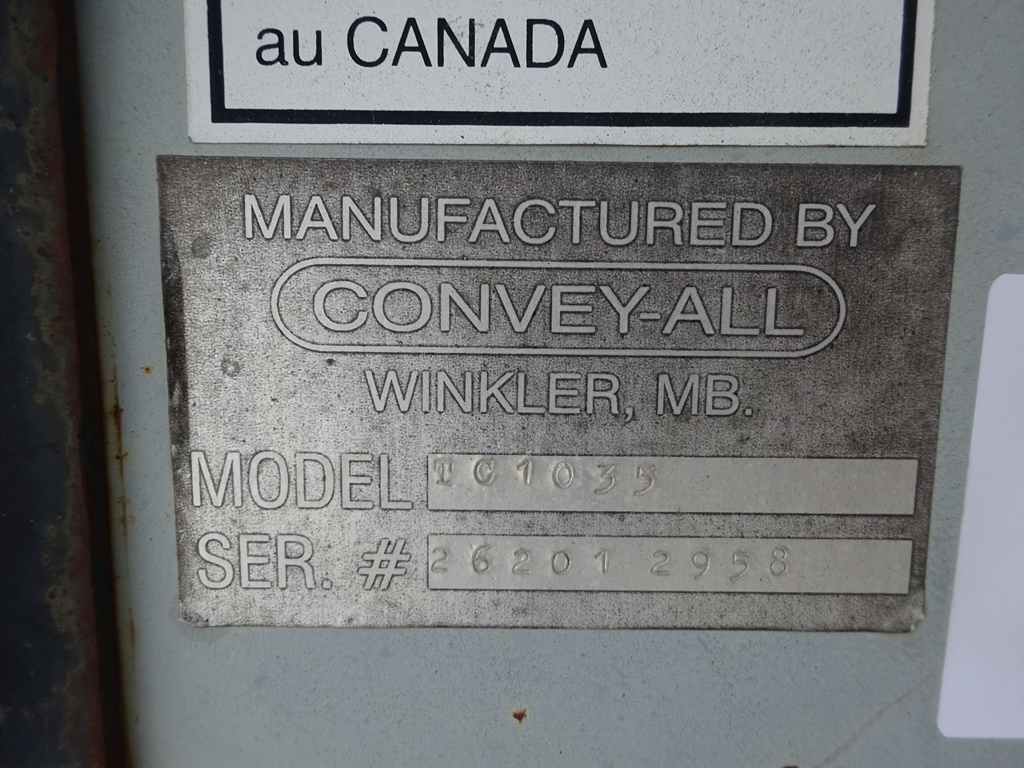 au CANADA
MANUFACTURED BY
CONVEY-ALL
WINKLER, MB.
MODEL TC1035
SER. # 26201 2958